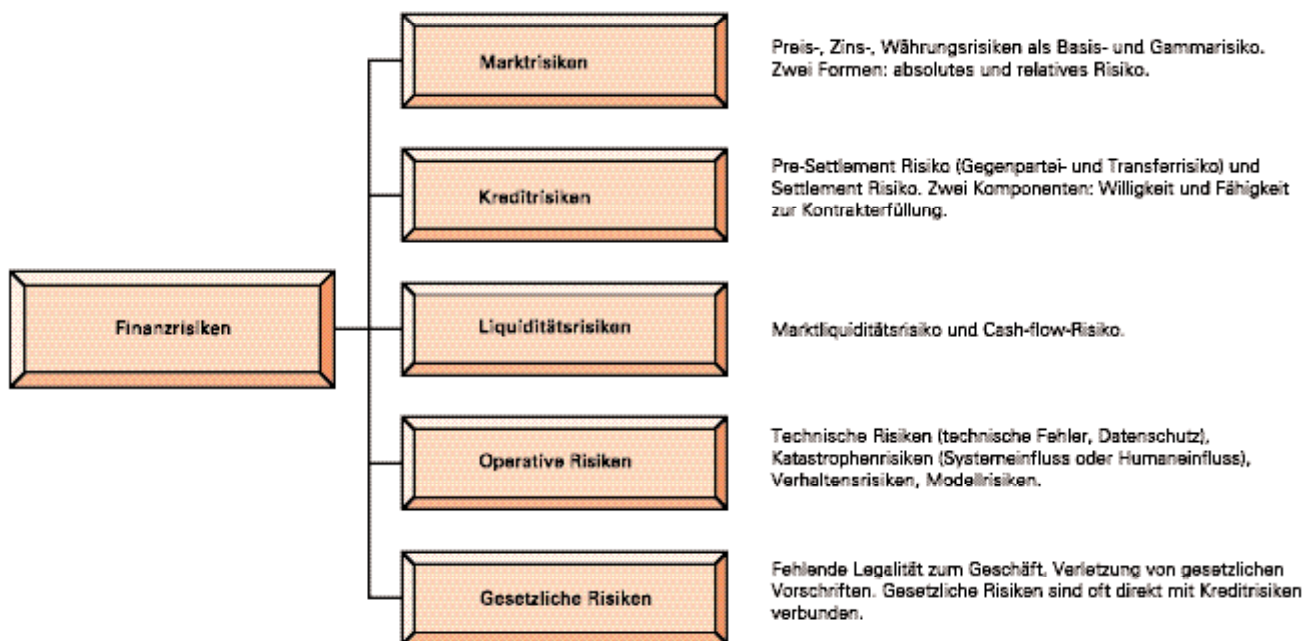 Marktrisiken
Preis-, Zins-, Währungsrisiken als Basis- und Gammarisiko.
Zwei Formen: absolutes und relatives Risiko.
Kreditrisiken
Pre-Settlement Risiko (Gegenpartei- und Transferrisiko) und
Settlement Risiko. Zwei Komponenten: Willigkeit und Fähigkeit
zur Kontrakterfüllung.
Finanzrisiken
Liquiditätsrisiken
Marktliquiditätsrisiko und Cash-flow-Risiko.
Operative Risiken
Technische Risiken (technische Fehler, Datenschutz),
Katastrophenrisiken (Systemeinfluss oder Humaneinfluss),
Verhaltensrisiken, Modellrisiken.
Gesetzliche Risiken
Fehlende Legalität zum Geschäft, Verletzung von gesetzlichen
Vorschriften. Gesetzliche Risiken sind oft direkt mit Kreditrisiken
verbunden.